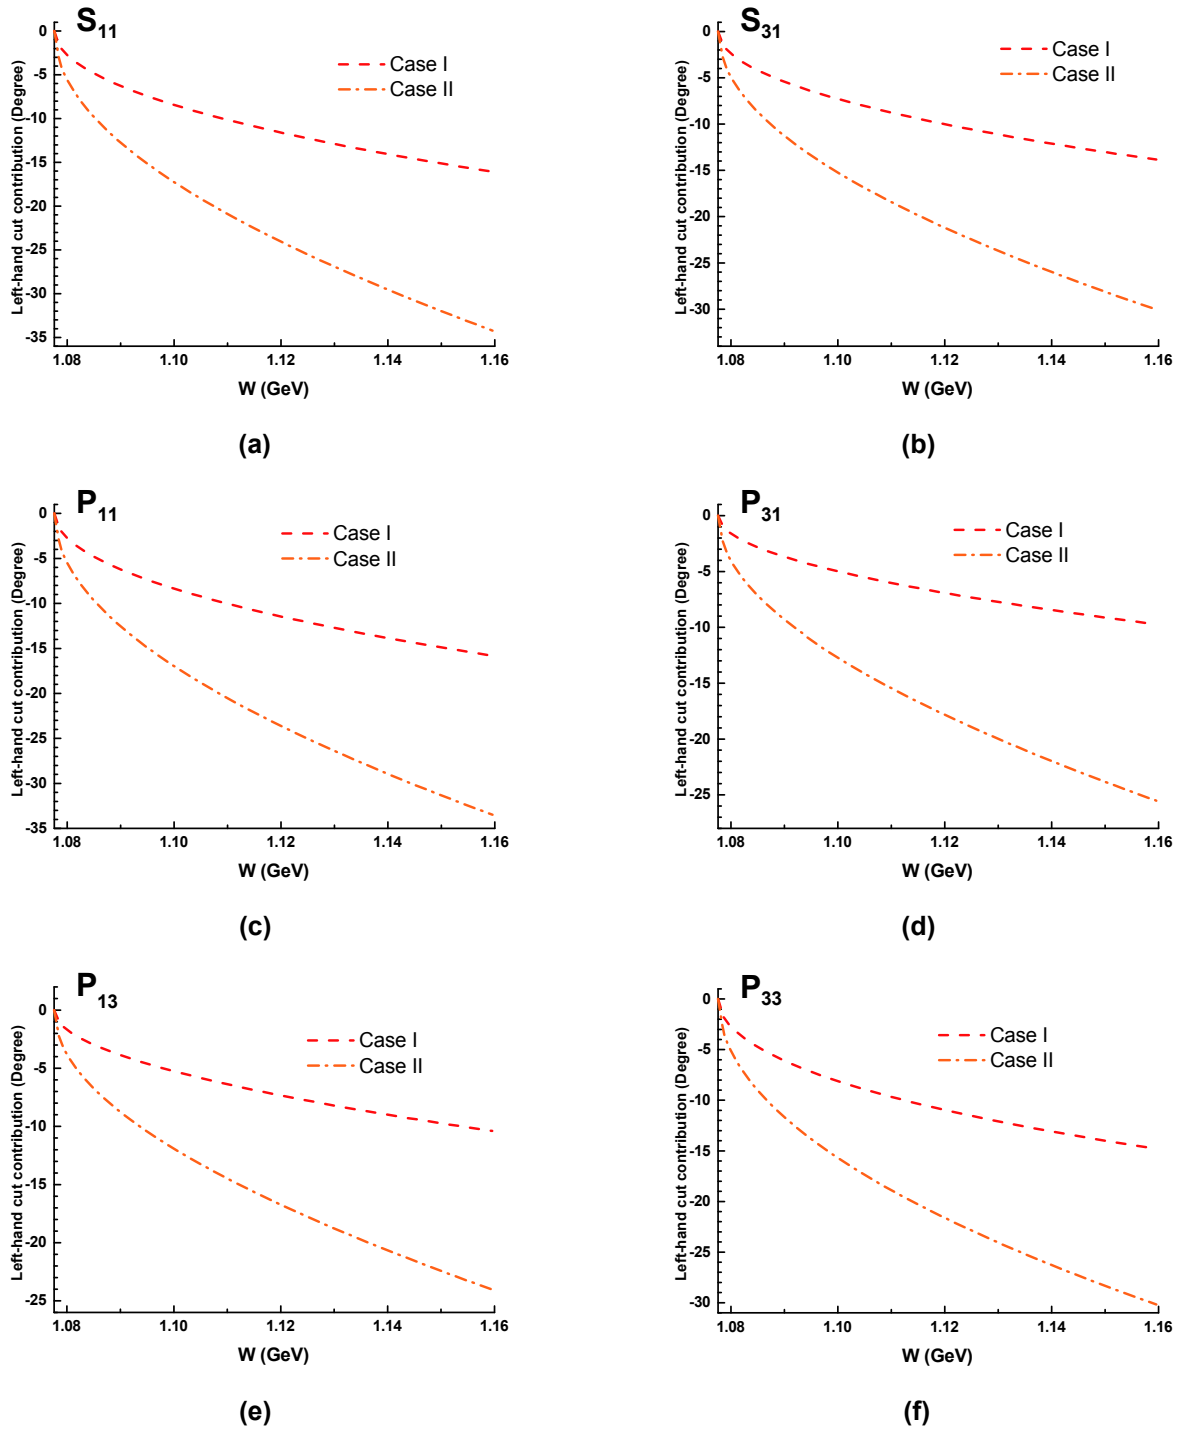 S11
Left-hand cut contribution (Degree)
0
-5
-10
-15
-20
-25
-30
-35
Case I
Case II
1.08 1.10 1.12 1.14 1.16
W (GeV)
(a)
S31
Left-hand cut contribution (Degree)
0
-5
-10
-15
-20
-25
-30
Case I
Case II
1.08 1.10 1.12 1.14 1.16
W (GeV)
(b)
P11
Left-hand cut contribution (Degree)
0
-5
-10
-15
-20
-25
-30
-35
Case I
Case II
1.08 1.10 1.12 1.14 1.16
W (GeV)
(c)
P31
Left-hand cut contribution (Degree)
0
-5
-10
-15
-20
-25
Case I
Case II
1.08 1.10 1.12 1.14 1.16
W (GeV)
(d)
P13
Left-hand cut contribution (Degree)
0
-5
-10
-15
-20
-25
Case I
Case II
1.08 1.10 1.12 1.14 1.16
W (GeV)
(e)
P33
Left-hand cut contribution (Degree)
0
-5
-10
-15
-20
-25
-30
Case I
Case II
1.08 1.10 1.12 1.14 1.16
W (GeV)
(f)